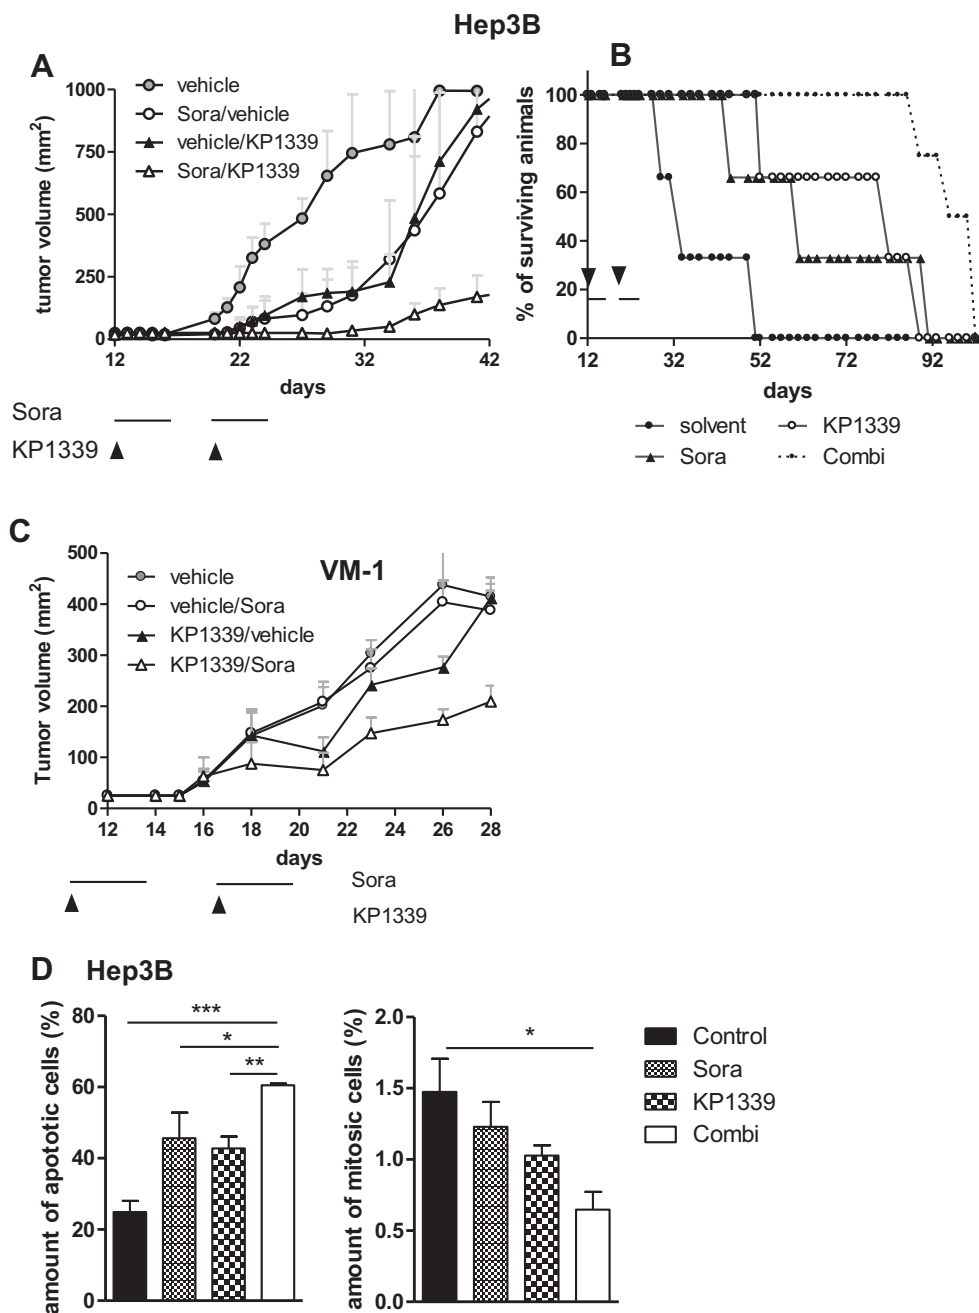 Hep3B
A
vehicle
Sora/vehicle
vehicle/KP1339
Sora/KP1339
tumor volume (mm2)
1000
750
500
250
0
12 22 32 42
days
Sora
KP1339
B
% of surviving animals
100
80
60
40
20
0
12 32 52 72 92
days
solvent KP1339
Sora Combi
C
VM-1
vehicle
vehicle/Sora
KP1339/vehicle
KP1339/Sora
Tumor volume (mm2)
500
400
300
200
100
0
12 14 16 18 20 22 24 26 28
days
Sora
KP1339
D Hep3B
amount of apoptotic cells (%)
80
60
40
20
0
***
*
**
amount of mitosic cells (%)
2.0
1.5
1.0
0.5
0.0
*
Control
Sora
KP1339
Combi